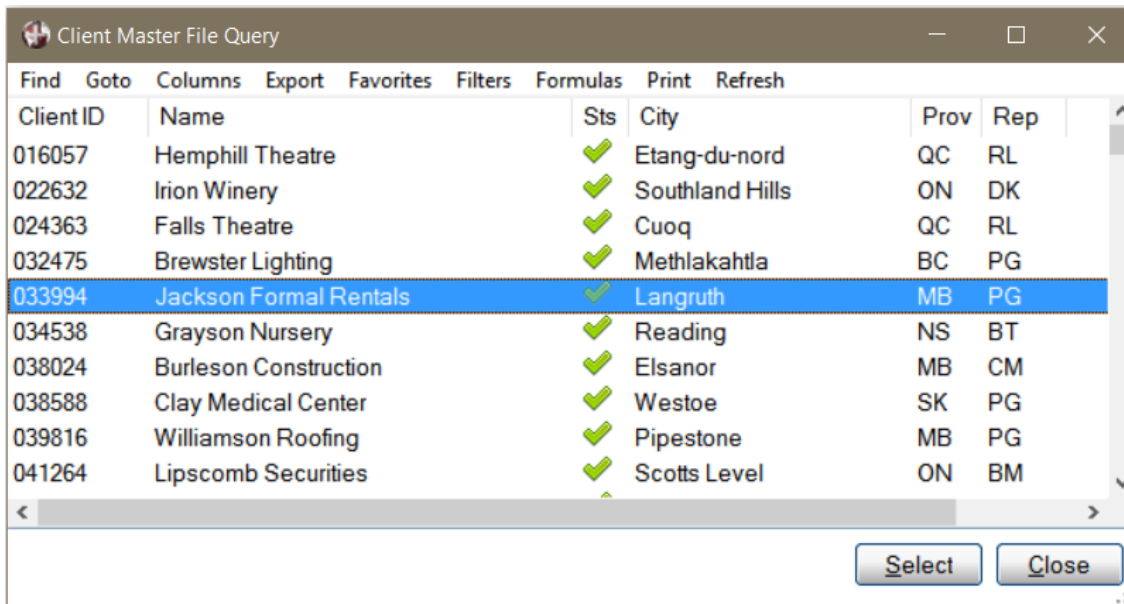 Client Master File Query
Find Goto Columns Export Favorites Filters Formulas Print Refresh
Client ID Name Sts City Prov Rep
016057 Hemphill Theatre Etang-du-nord QC RL
022632 Irion Winery Southland Hills ON DK
024363 Falls Theatre Cuoq QC RL
032475 Brewster Lighting Methlakahtla BC PG
033994 Jackson Formal Rentals Langruth MB PG
034538 Grayson Nursery Reading NS BT
038024 Burleson Construction Elsanor MB CM
038588 Clay Medical Center Westoe SK PG
039816 Williamson Roofing Pipestone MB PG
041264 Lipscomb Securities Scotts Level ON BM
Select Close